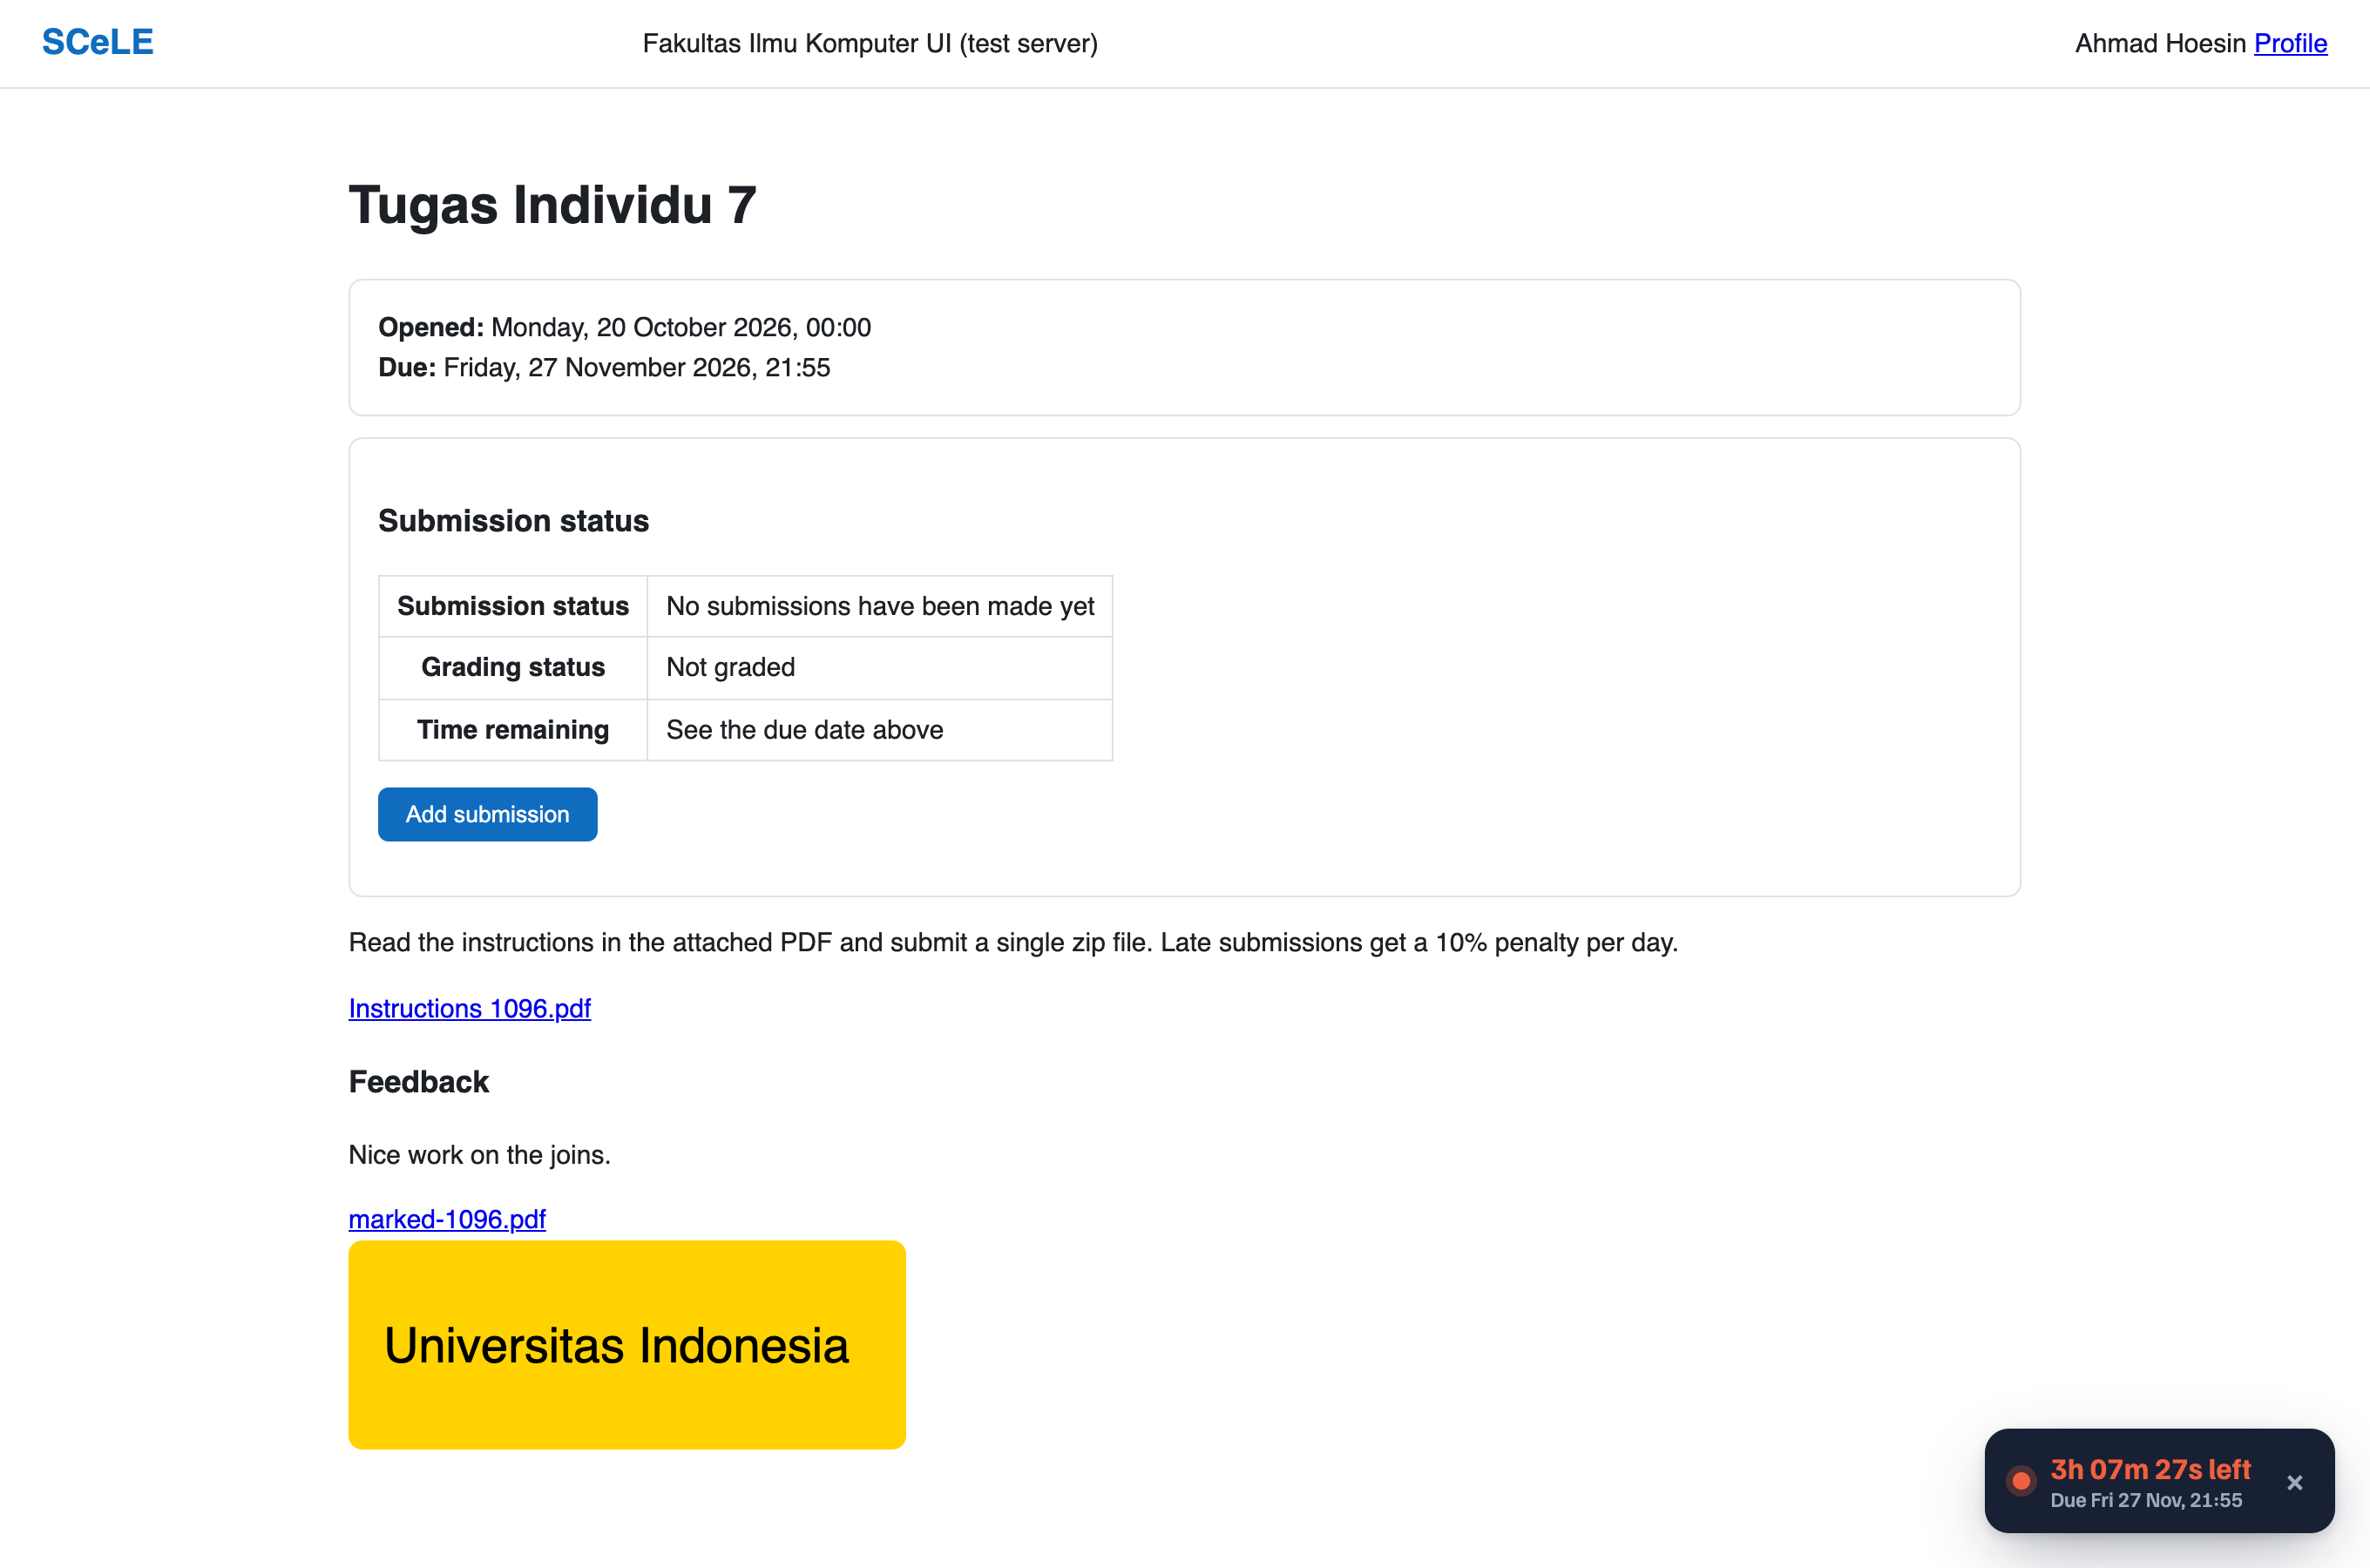 SCeLE
Fakultas Ilmu Komputer UI (test server)
Ahmad Hoesin Profile
Tugas Individu 7
Opened: Monday, 20 October 2026, 00:00
Due: Friday, 27 November 2026, 21:55
Submission status
Submission status No submissions have been made yet
Grading status Not graded
Time remaining See the due date above
Add submission
Read the instructions in the attached PDF and submit a single zip file. Late submissions get a 10% penalty per day.
Instructions 1096.pdf
Feedback
Nice work on the joins.
marked-1096.pdf
Universitas Indonesia
3h 07m 27s left
Due Fri 27 Nov, 21:55